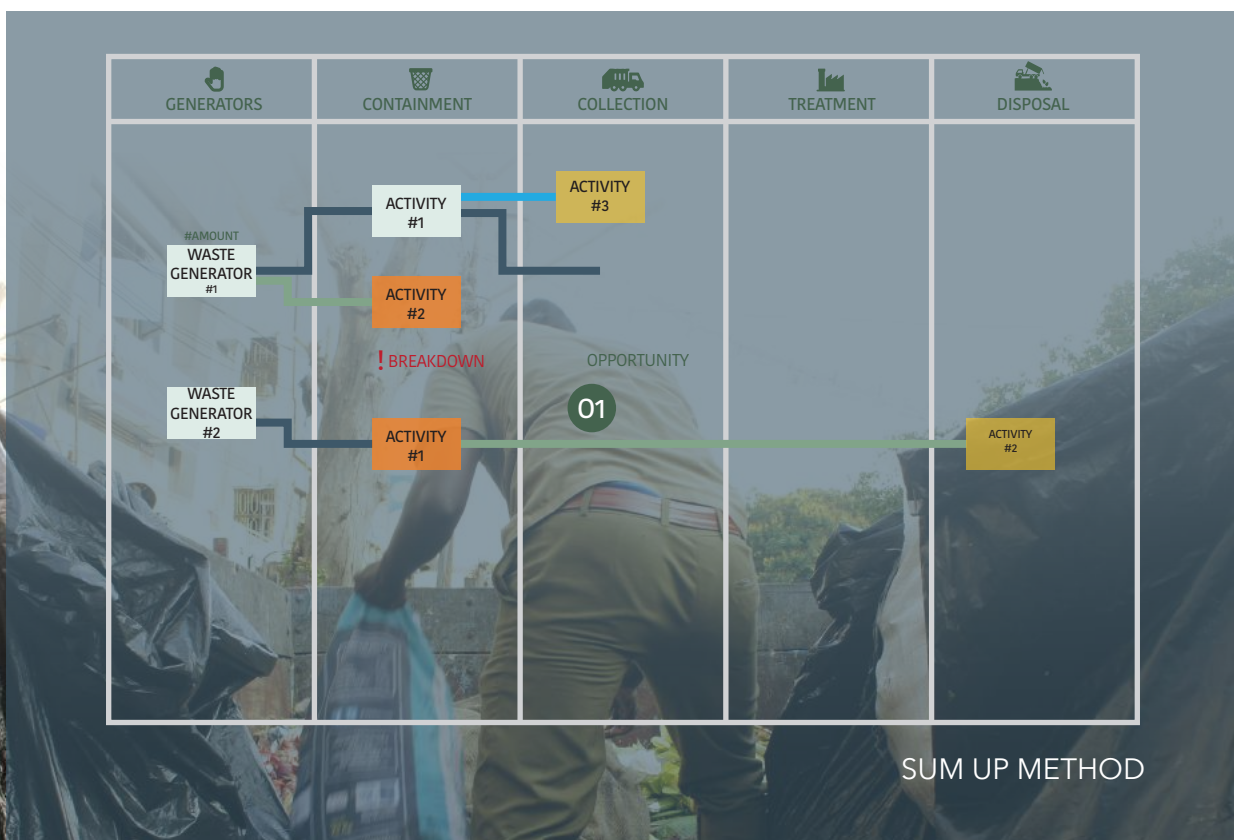 GENERATORS
CONTAINMENT
COLLECTION
TREATMENT
DISPOSAL
ACTIVITY
#3
ACTIVITY
#1
#AMOUNT
WASTE
GENERATOR
#1
ACTIVITY
#2
! BREAKDOWN
OPPORTUNITY
01
WASTE
GENERATOR
#2
ACTIVITY
#1
ACTIVITY
#2
SUM UP METHOD